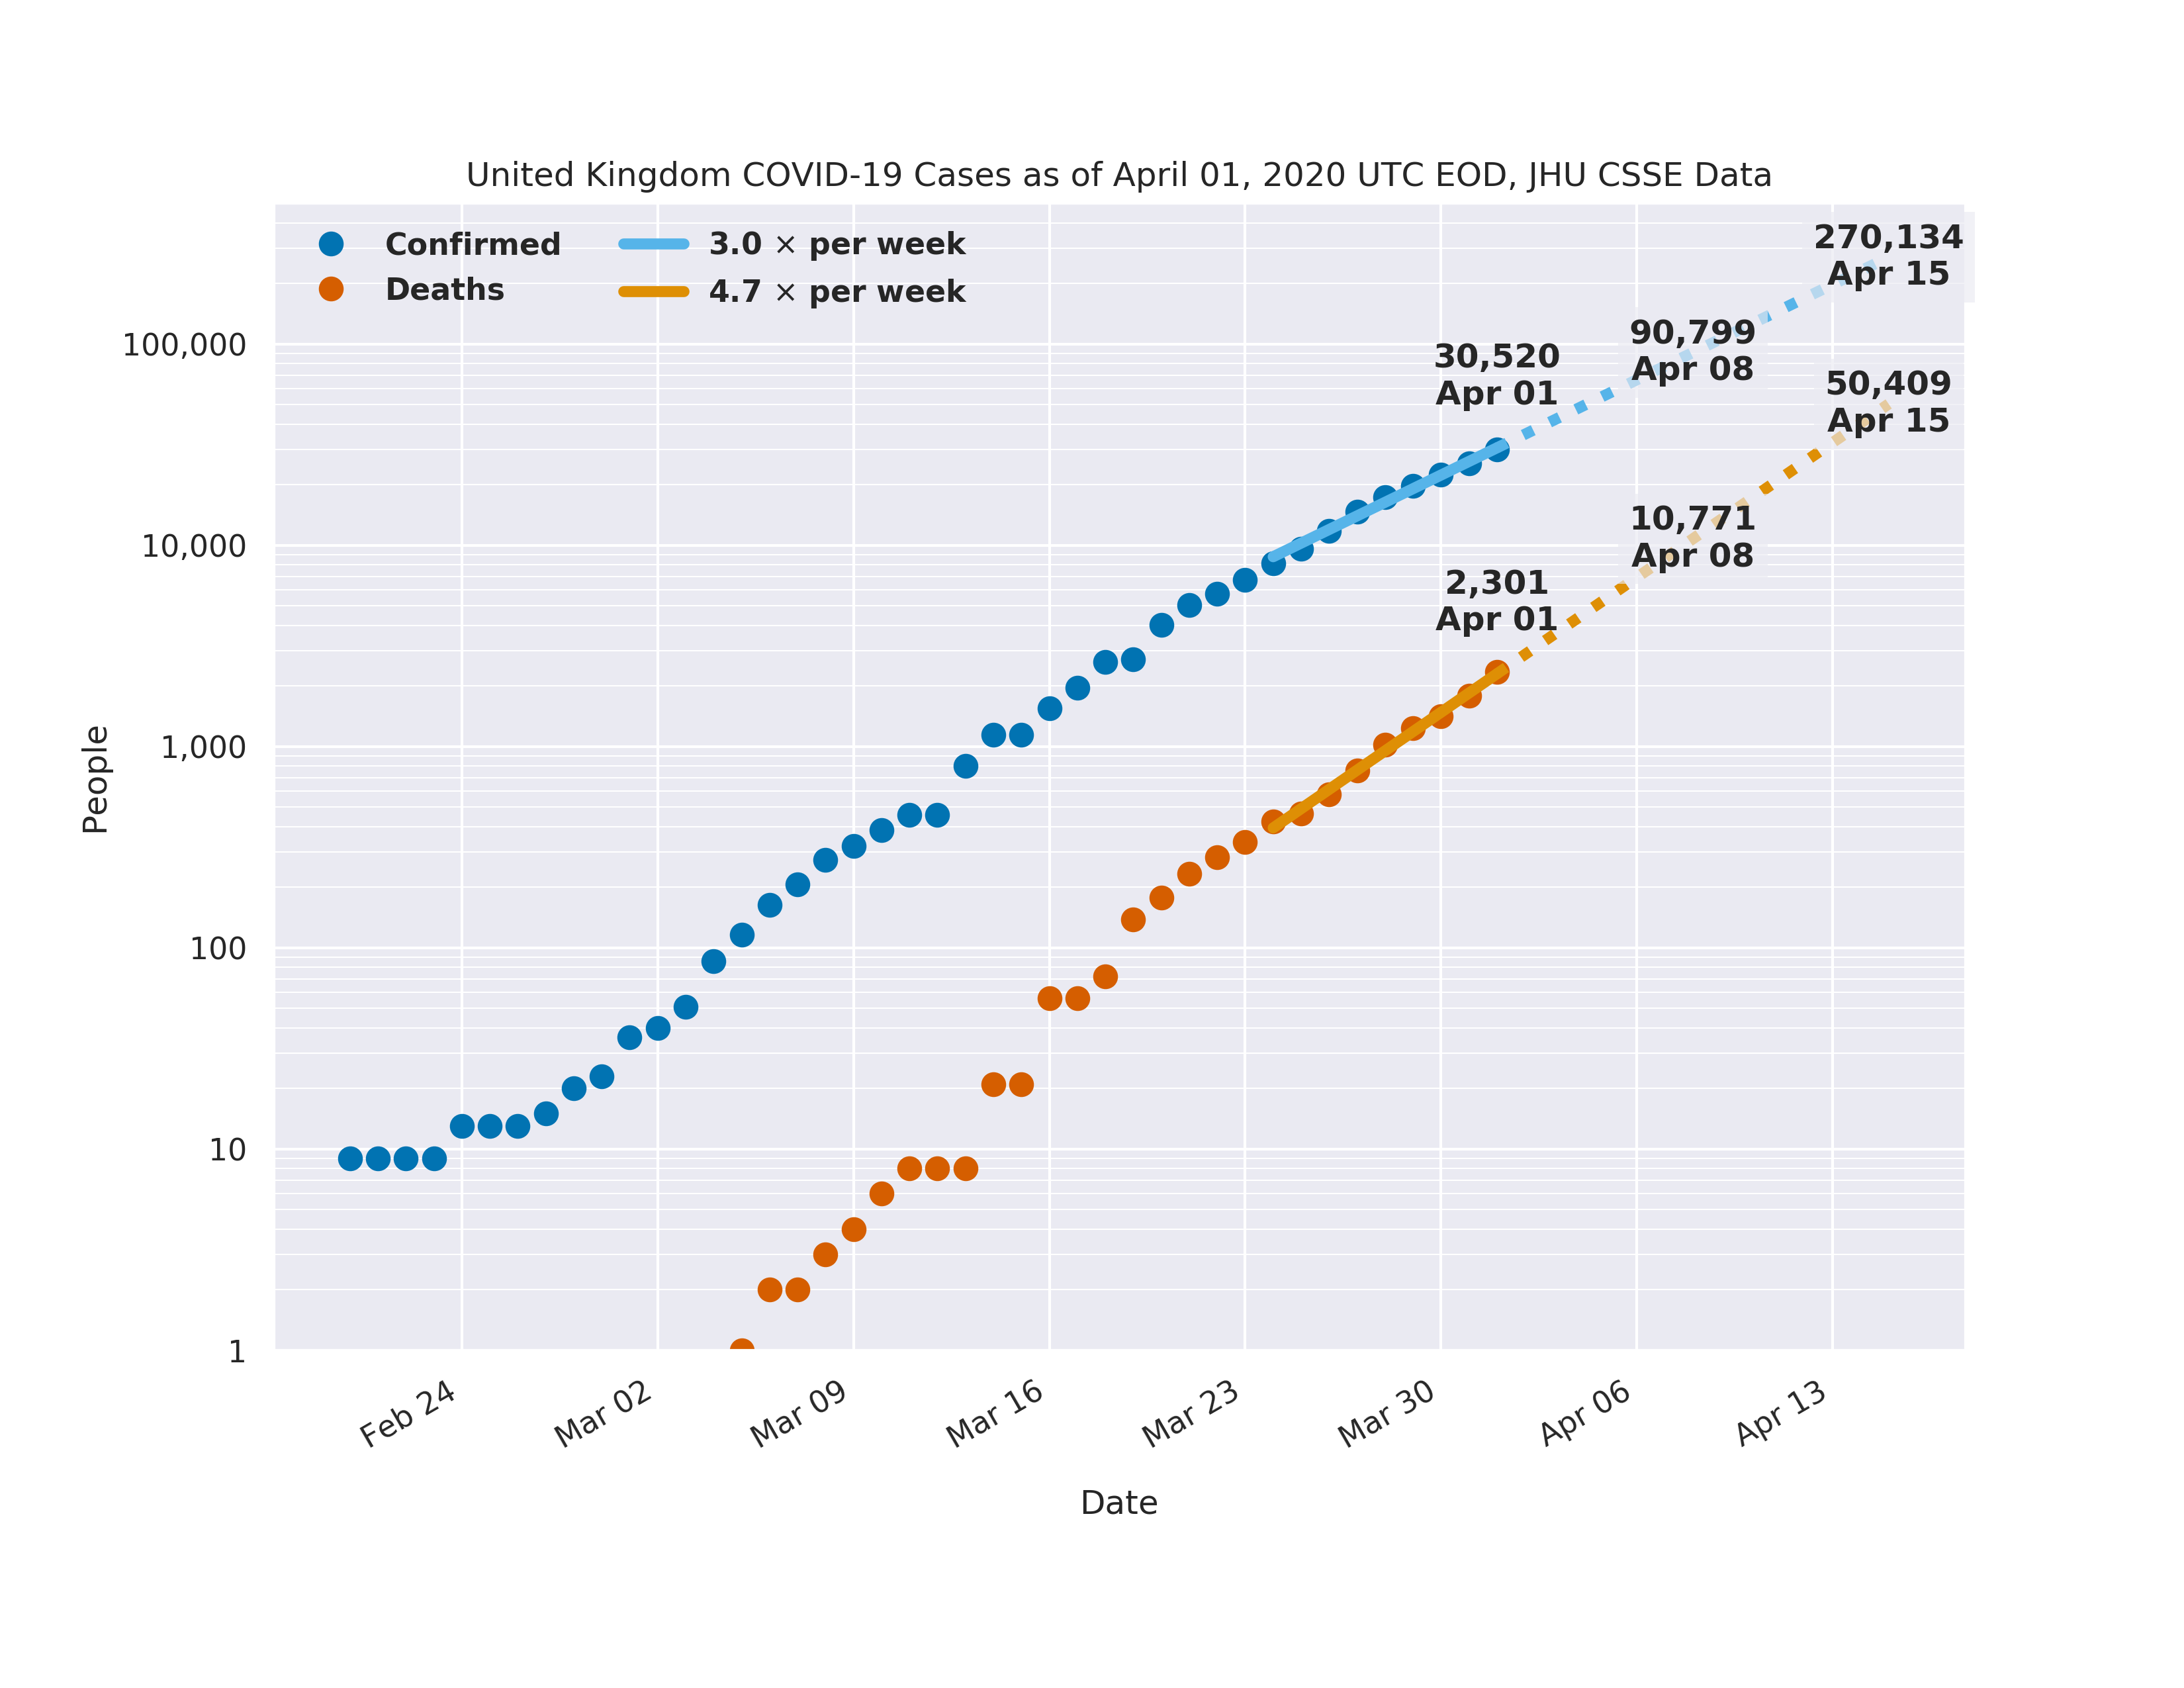 United Kingdom COVID-19 Cases as of April 01, 2020 UTC EOD, JHU CSSE Data
Confirmed
Deaths
3.0 × per week
4.7 × per week
270,134
Apr 15
90,799
Apr 08
30,520
Apr 01
50,409
Apr 15
10,771
Apr 08
2,301
Apr 01
People
100,000
10,000
1,000
100
10
1
Feb 24
Mar 02
Mar 09
Mar 16
Mar 23
Mar 30
Apr 06
Apr 13
Date